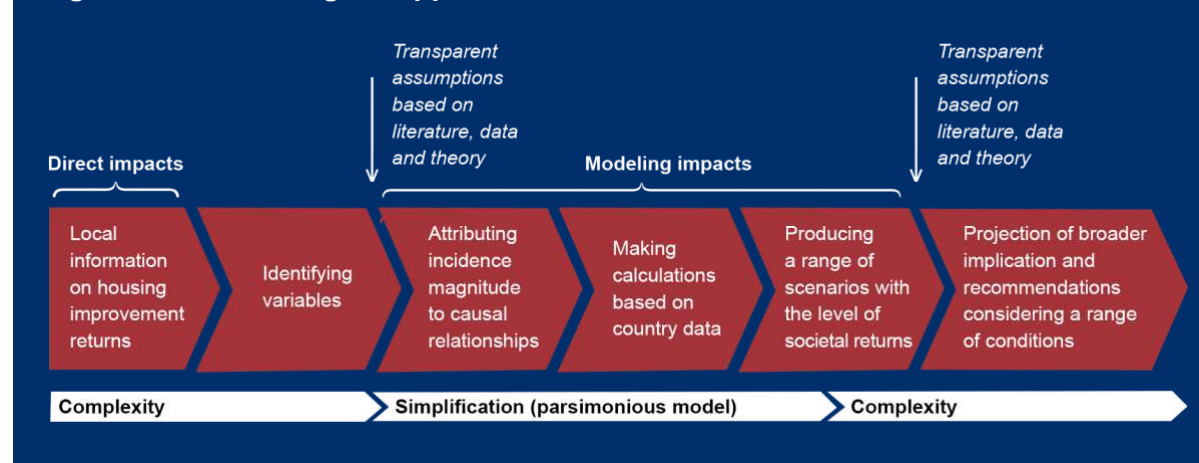 Transparent
assumptions
based on
literature, data
and theory
Transparent
assumptions
based on
literature, data
and theory
Direct impacts
Modeling impacts
Local
information
on housing
improvement
returns
Identifying
variables
Attributing
incidence
magnitude
to causal
relationships
Making
calculations
based on
country data
Producing
a range of
scenarios with
the level of
societal returns
Projection of broader
implication and
recommendations
considering a range
of conditions
Complexity
Simplification (parsimonious model)
Complexity